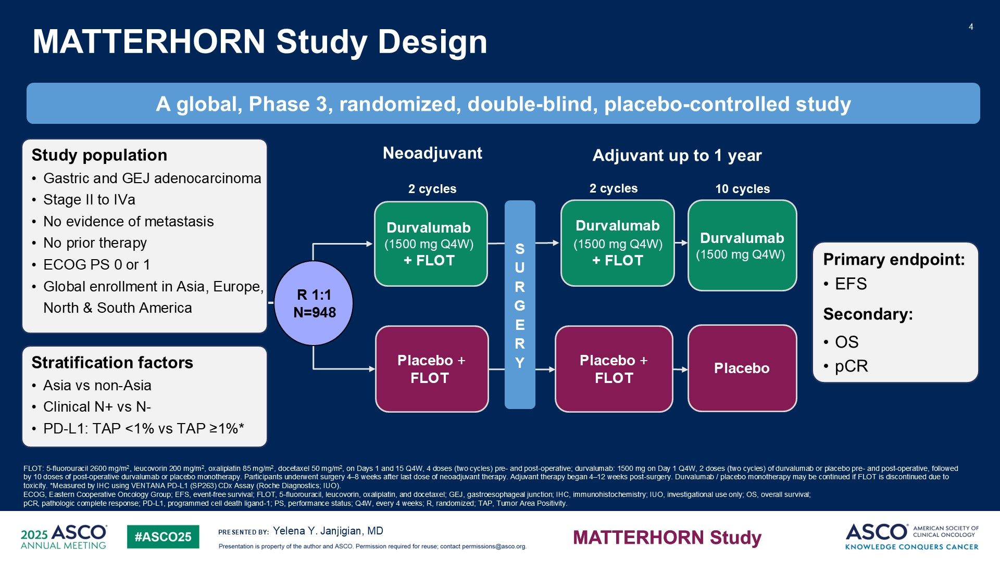 4
MATTERHORN Study Design
A global, Phase 3, randomized, double-blind, placebo-controlled study
Study population
• Gastric and GEJ adenocarcinoma
• Stage II to IVa
• No evidence of metastasis
• No prior therapy
• ECOG PS 0 or 1
• Global enrollment in Asia, Europe,
North & South America
Stratification factors
• Asia vs non-Asia
• Clinical N+ vs N-
• PD-L1: TAP <1% vs TAP ≥1%*
R 1:1
N=948
Neoadjuvant
2 cycles
Durvalumab
(1500 mg Q4W)
+ FLOT
Placebo +
FLOT
S
U
R
G
E
R
Y
Adjuvant up to 1 year
2 cycles
Durvalumab
(1500 mg Q4W)
+ FLOT
10 cycles
Durvalumab
(1500 mg Q4W)
Placebo +
FLOT
Placebo
Primary endpoint:
• EFS
Secondary:
• OS
• pCR
FLOT: 5-fluorouracil 2600 mg/m², leucovorin 200 mg/m², oxaliplatin 85 mg/m², docetaxel 50 mg/m², on Days 1 and 15 Q4W, 4 doses (two cycles) pre- and post-operative; durvalumab: 1500 mg on Day 1 Q4W, 2 doses (two cycles) of durvalumab or placebo pre- and post-operative, followed
by 10 doses of post-operative durvalumab or placebo monotherapy. Participants underwent surgery 4–8 weeks after last dose of neoadjuvant therapy. Adjuvant therapy began 4–12 weeks post-surgery. Durvalumab / placebo monotherapy may be continued if FLOT is discontinued due to
toxicity. *Measured by IHC using VENTANA PD-L1 (SP263) CDx Assay (Roche Diagnostics; IUO).
ECOG, Eastern Cooperative Oncology Group; EFS, event-free survival; FLOT, 5-fluorouracil, leucovorin, oxaliplatin, and docetaxel; GEJ, gastroesophageal junction; IHC, immunohistochemistry; IUO, investigational use only; OS, overall survival;
pCR, pathologic complete response; PD-L1, programmed cell death ligand-1; PS, performance status; Q4W, every 4 weeks; R, randomized; TAP, Tumor Area Positivity.
2025 ASCO®
ANNUAL MEETING
#ASCO25
PRESENTED BY: Yelena Y. Janjigian, MD
Presentation is property of the author and ASCO. Permission required for reuse; contact permissions@asco.org.
MATTERHORN Study
ASCO® AMERICAN SOCIETY OF
CLINICAL ONCOLOGY
KNOWLEDGE CONQUERS CANCER